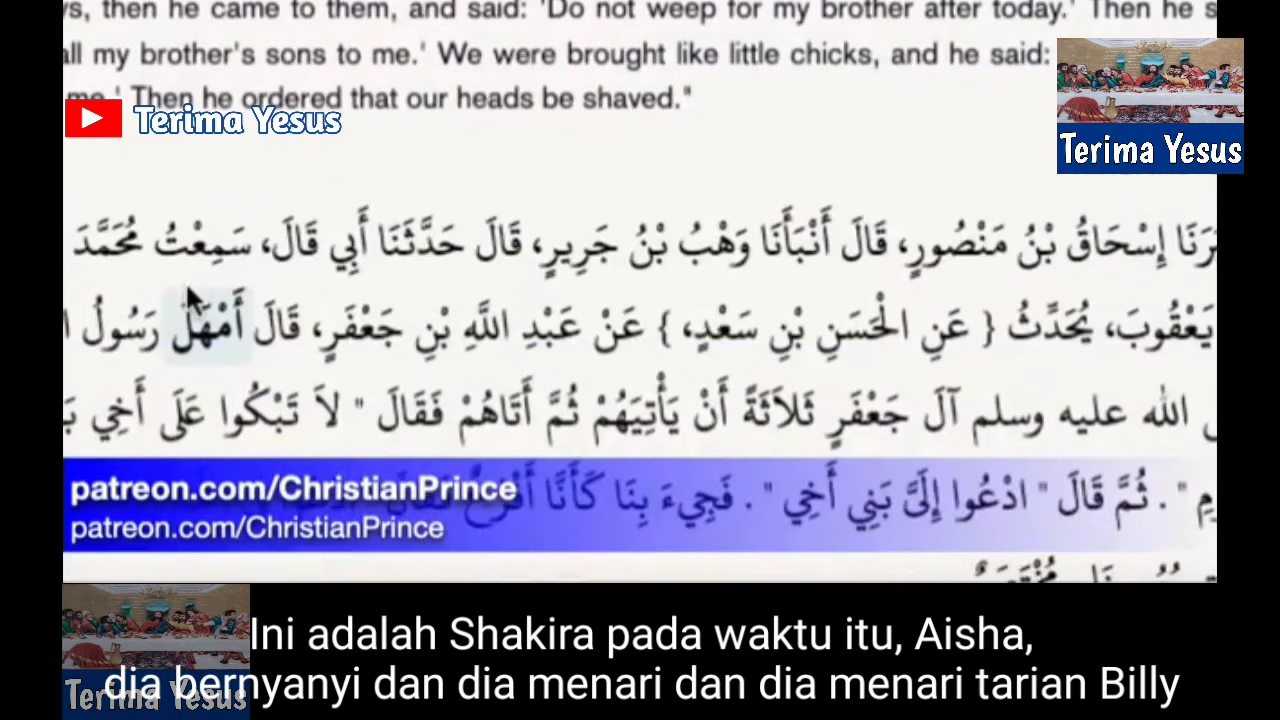 s, then he came to them, and said: 'Do not weep for my brother after today.' Then he s
all my brother's sons to me.' We were brought like little chicks, and he said:
me.' Then he ordered that our heads be shaved."
Terima Yesus
Terima Yesus
إِسْحَاقُ بْنُ مَنْصُورٍ، قَالَ أَنْبَأَنَا وَهْبُ بْنُ جَرِيرٍ، قَالَ حَدَّثَنَا أَبِي قَالَ، سَمِعْتُ مُحَمَّدَ
يَعْقُوبَ، يُحَدِّثُ { عَنِ الْحَسَنِ بْنِ سَعْدٍ، } عَنْ عَبْدِ اللَّهِ بْنِ جَعْفَرٍ، قَالَ أَمْهَلَ رَسُولُ
الله عليه وسلم آلَ جَعْفَرٍ ثَلاَثَةً أَنْ يَأْتِيَهُمْ ثُمَّ أَتَاهُمْ فَقَالَ " لاَ تَبْكُوا عَلَى أَخِي
" . ثُمَّ قَالَ " ادْعُوا إِلَىَّ بَنِي أَخِي " . فَجِيءَ بِنَا كَأَنَّا أَفْرُخٌ فَقَالَ
patreon.com/ChristianPrince
patreon.com/ChristianPrince
Ini adalah Shakira pada waktu itu, Aisha,
dia bernyanyi dan dia menari dan dia menari tarian Billy
Terima Yesus